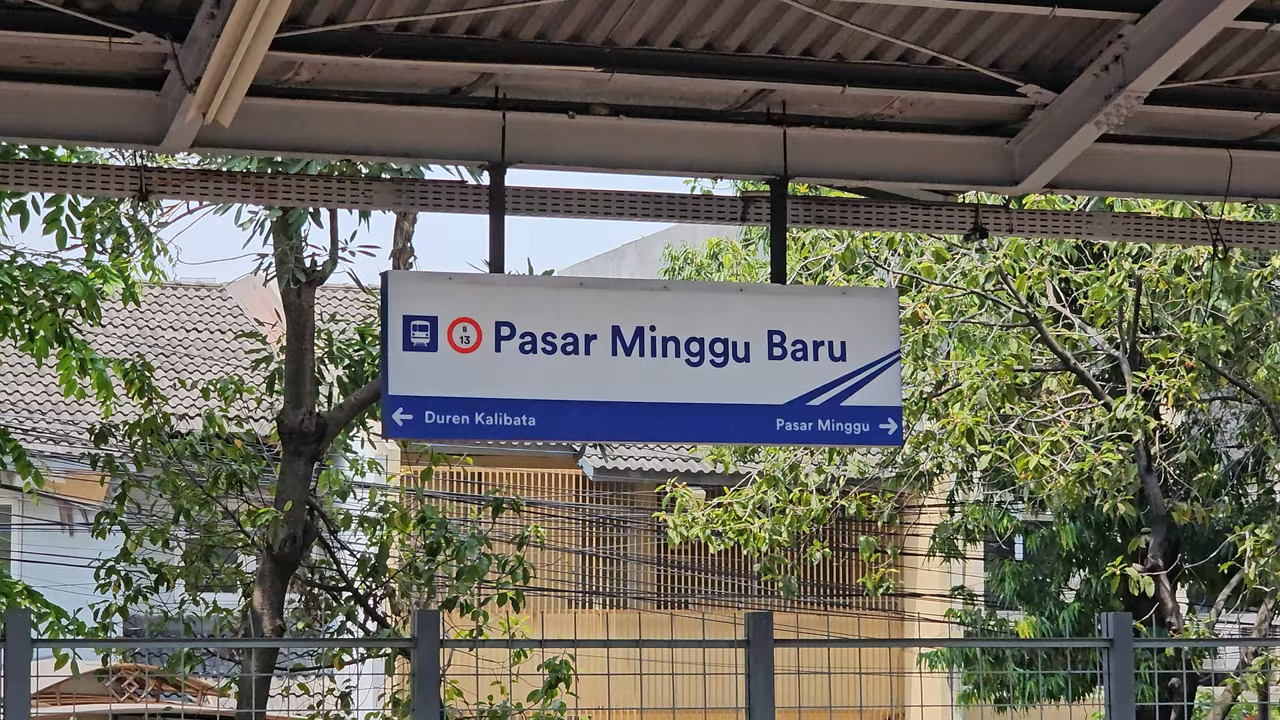 B
13
Pasar Minggu Baru
← Duren Kalibata
Pasar Minggu →